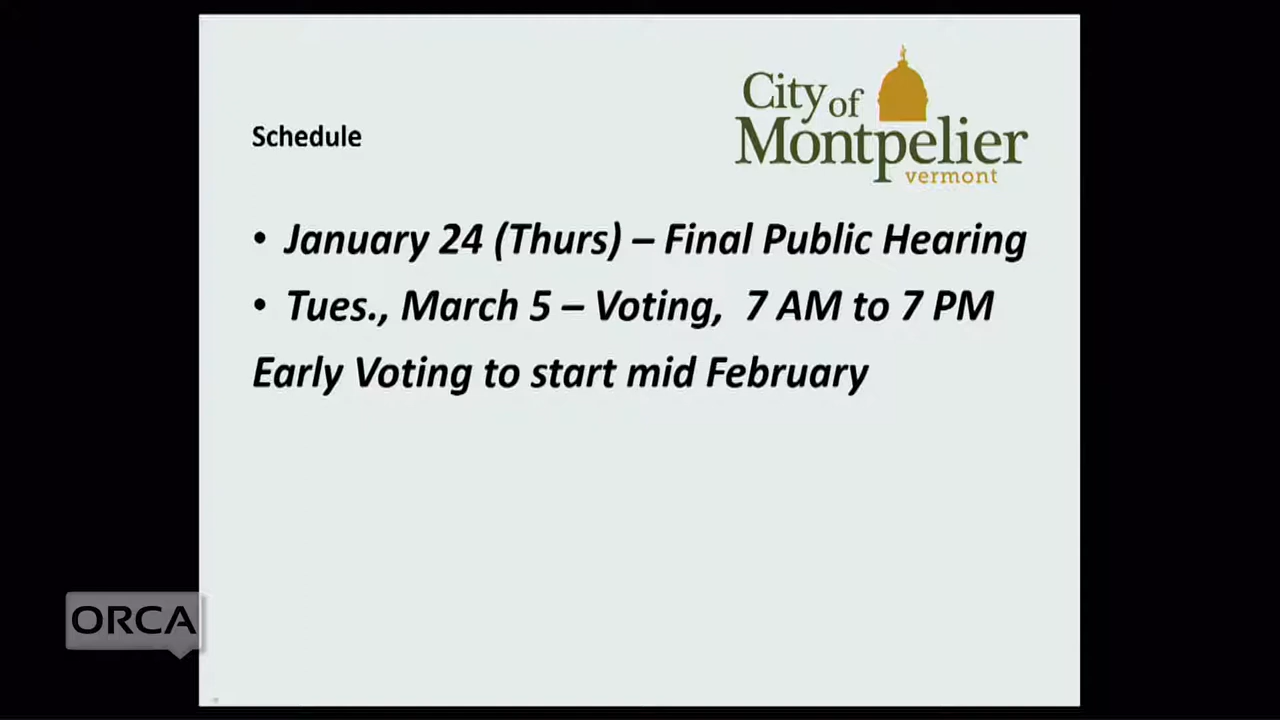 City of
Montpelier
vermont
Schedule
• January 24 (Thurs) – Final Public Hearing
• Tues., March 5 – Voting, 7 AM to 7 PM
Early Voting to start mid February
ORCA